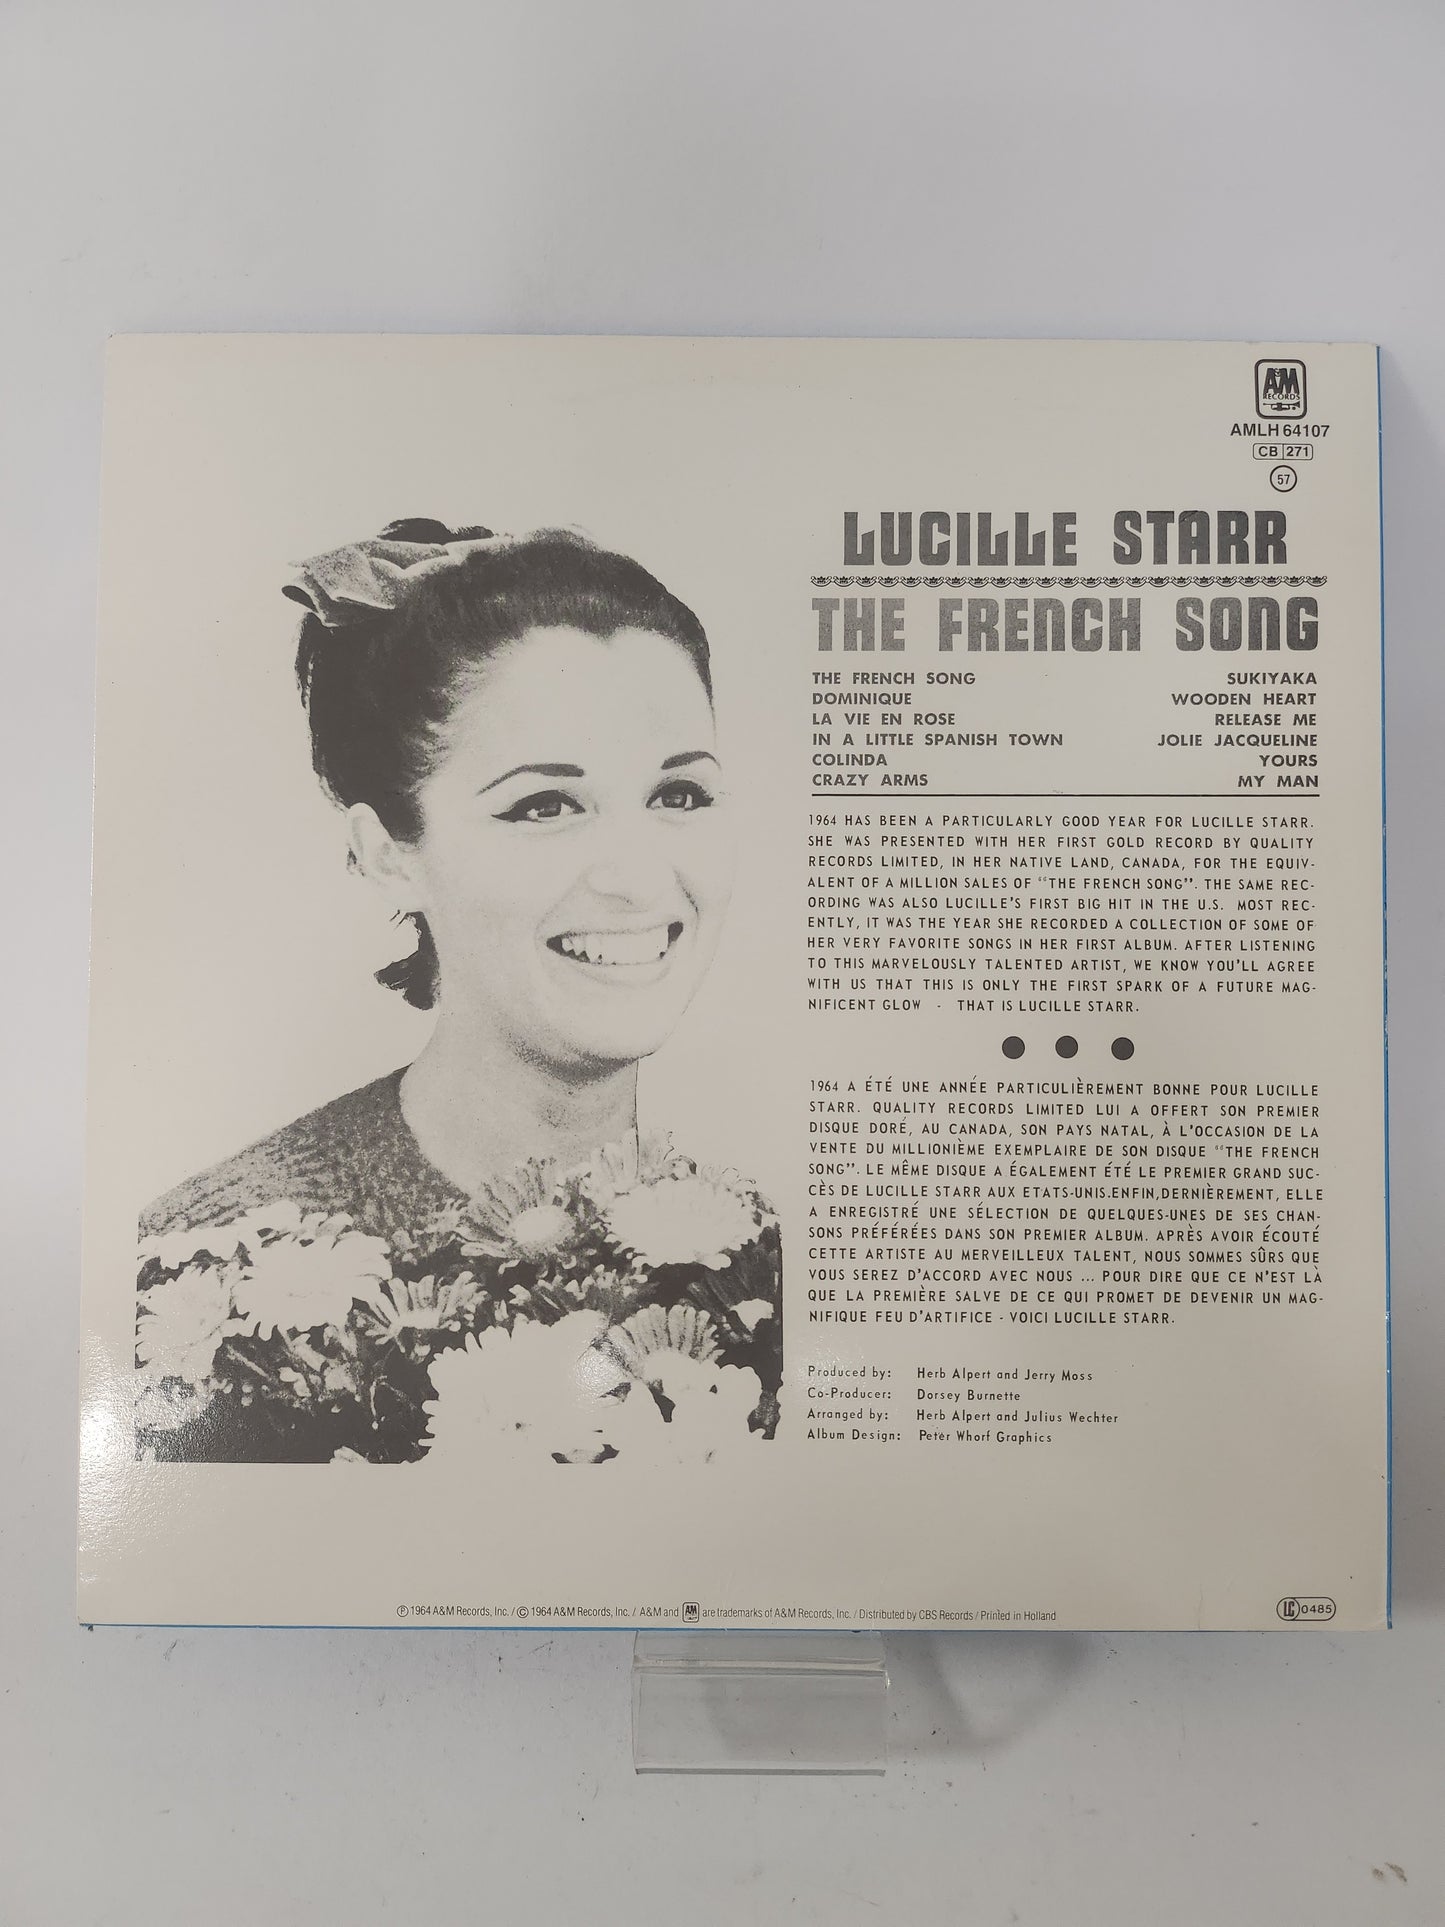 A&M
RECORDS
AMLH 64107
CB 271
57
LUCILLE STARR
THE FRENCH SONG
THE FRENCH SONG
DOMINIQUE
LA VIE EN ROSE
IN A LITTLE SPANISH TOWN
COLINDA
CRAZY ARMS
SUKIYAKA
WOODEN HEART
RELEASE ME
JOLIE JACQUELINE
YOURS
MY MAN
1964 HAS BEEN A PARTICULARLY GOOD YEAR FOR LUCILLE STARR.
SHE WAS PRESENTED WITH HER FIRST GOLD RECORD BY QUALITY
RECORDS LIMITED, IN HER NATIVE LAND, CANADA, FOR THE EQUIV-
ALENT OF A MILLION SALES OF "THE FRENCH SONG". THE SAME REC-
ORDING WAS ALSO LUCILLE'S FIRST BIG HIT IN THE U.S. MOST REC-
ENTLY, IT WAS THE YEAR SHE RECORDED A COLLECTION OF SOME OF
HER VERY FAVORITE SONGS IN HER FIRST ALBUM. AFTER LISTENING
TO THIS MARVELOUSLY TALENTED ARTIST, WE KNOW YOU'LL AGREE
WITH US THAT THIS IS ONLY THE FIRST SPARK OF A FUTURE MAG-
NIFICENT GLOW - THAT IS LUCILLE STARR.
1964 A ÉTÉ UNE ANNÉE PARTICULIÈREMENT BONNE POUR LUCILLE
STARR. QUALITY RECORDS LIMITED LUI A OFFERT SON PREMIER
DISQUE DORÉ, AU CANADA, SON PAYS NATAL, À L'OCCASION DE LA
VENTE DU MILLIONIÈME EXEMPLAIRE DE SON DISQUE "THE FRENCH
SONG". LE MÊME DISQUE A ÉGALEMENT ÉTÉ LE PREMIER GRAND SUC-
CÈS DE LUCILLE STARR AUX ETATS-UNIS.ENFIN,DERNIÈREMENT, ELLE
A ENREGISTRÉ UNE SÉLECTION DE QUELQUES-UNES DE SES CHAN-
SONS PRÉFÉRÉES DANS SON PREMIER ALBUM. APRÈS AVOIR ÉCOUTÉ
CETTE ARTISTE AU MERVEILLEUX TALENT, NOUS SOMMES SÛRS QUE
VOUS SEREZ D'ACCORD AVEC NOUS ... POUR DIRE QUE CE N'EST LÀ
QUE LA PREMIÈRE SALVE DE CE QUI PROMET DE DEVENIR UN MAG-
NIFIQUE FEU D'ARTIFICE - VOICI LUCILLE STARR.
Produced by: Herb Alpert and Jerry Moss
Co-Producer: Dorsey Burnette
Arranged by: Herb Alpert and Julius Wechter
Album Design: Peter Whorf Graphics
Ⓟ 1964 A&M Records, Inc. / © 1964 A&M Records, Inc. / A&M and A&M are trademarks of A&M Records, Inc. / Distributed by CBS Records / Printed in Holland
LC 0485